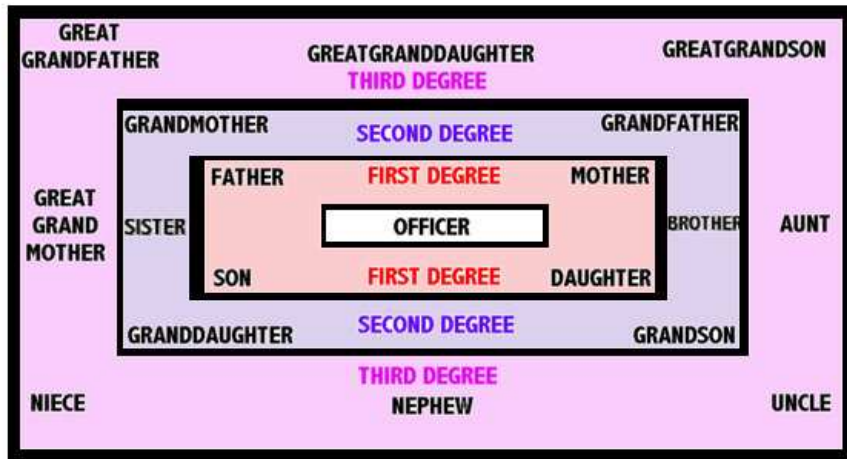 GREAT
GRANDFATHER
GREATGRANDDAUGHTER
GREATGRANDSON
THIRD DEGREE
GRANDMOTHER
SECOND DEGREE
GRANDFATHER
FATHER
FIRST DEGREE
MOTHER
GREAT
GRAND
MOTHER
SISTER
OFFICER
BROTHER
AUNT
SON
FIRST DEGREE
DAUGHTER
GRANDDAUGHTER
SECOND DEGREE
GRANDSON
THIRD DEGREE
NIECE
NEPHEW
UNCLE